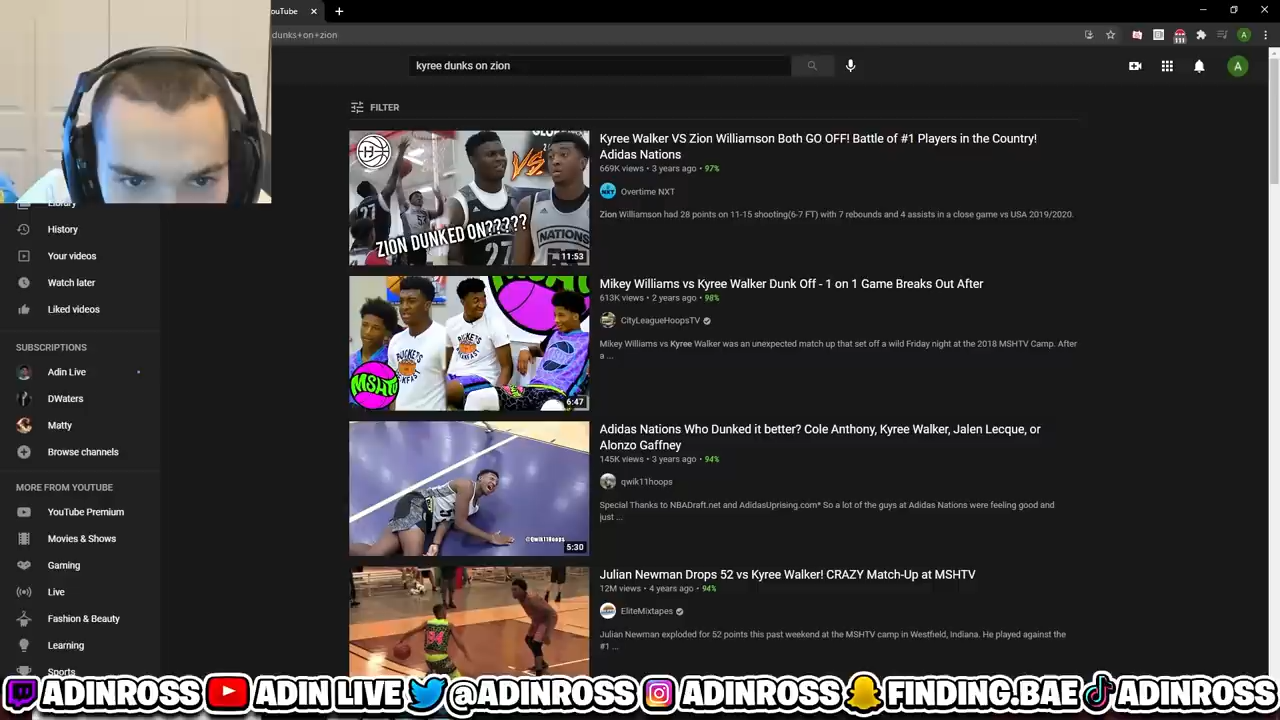 ouTube
dunks+on+zion
111
A
kyree dunks on zion
A
FILTER
Kyree Walker VS Zion Williamson Both GO OFF! Battle of #1 Players in the Country!
Adidas Nations
669K views • 3 years ago • 97%
NXT
Overtime NXT
Zion Williamson had 28 points on 11-15 shooting(6-7 FT) with 7 rebounds and 4 assists in a close game vs USA 2019/2020.
VS.
ZION DUNKED ON?????
27
27
NATIONS
11:53
Library
History
Your videos
Watch later
Liked videos
Mikey Williams vs Kyree Walker Dunk Off - 1 on 1 Game Breaks Out After
613K views • 2 years ago • 98%
CityLeagueHoopsTV
Mikey Williams vs Kyree Walker was an unexpected match up that set off a wild Friday night at the 2018 MSHTV Camp. After
a ...
MSHTV
6:47
SUBSCRIPTIONS
Adin Live
DWaters
Matty
Browse channels
Adidas Nations Who Dunked it better? Cole Anthony, Kyree Walker, Jalen Lecque, or
Alonzo Gaffney
145K views • 3 years ago • 94%
qwik11hoops
Special Thanks to NBADraft.net and AdidasUprising.com* So a lot of the guys at Adidas Nations were feeling good and
just ...
@Qwik11Hoops
5:30
MORE FROM YOUTUBE
YouTube Premium
Movies & Shows
Gaming
Live
Fashion & Beauty
Learning
Sports
Julian Newman Drops 52 vs Kyree Walker! CRAZY Match-Up at MSHTV
12M views • 4 years ago • 94%
EliteMixtapes
Julian Newman exploded for 52 points this past weekend at the MSHTV camp in Westfield, Indiana. He played against the
#1 ...
ADINROSS ADIN LIVE @ADINROSS ADINROSS FINDING.BAE ADINROSS